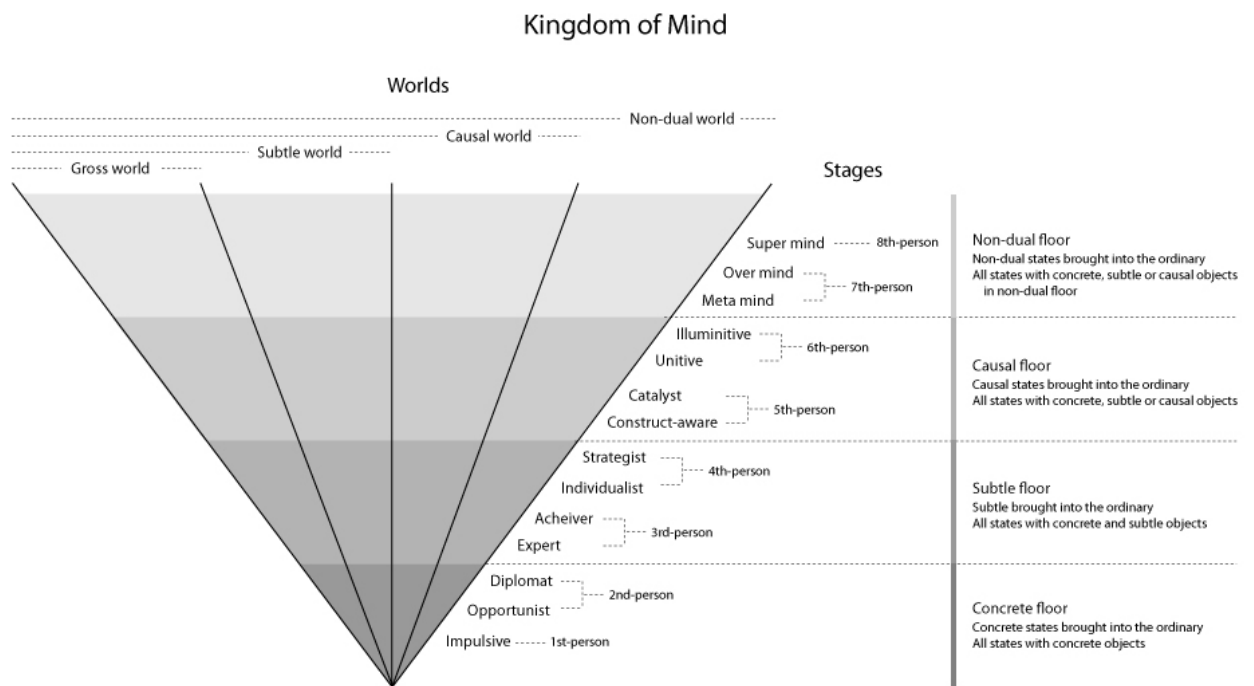 Kingdom of Mind
Worlds
Non-dual world
Causal world
Subtle world
Gross world
Stages
Super mind
8th-person
Over mind
7th-person
Meta mind
Non-dual floor
Non-dual states brought into the ordinary
All states with concrete, subtle or causal objects
in non-dual floor
Illuminitive
6th-person
Unitive
Catalyst
5th-person
Construct-aware
Causal floor
Causal states brought into the ordinary
All states with concrete, subtle or causal objects
Strategist
4th-person
Individualist
Acheiver
3rd-person
Expert
Subtle floor
Subtle brought into the ordinary
All states with concrete and subtle objects
Diplomat
2nd-person
Opportunist
Impulsive
1st-person
Concrete floor
Concrete states brought into the ordinary
All states with concrete objects